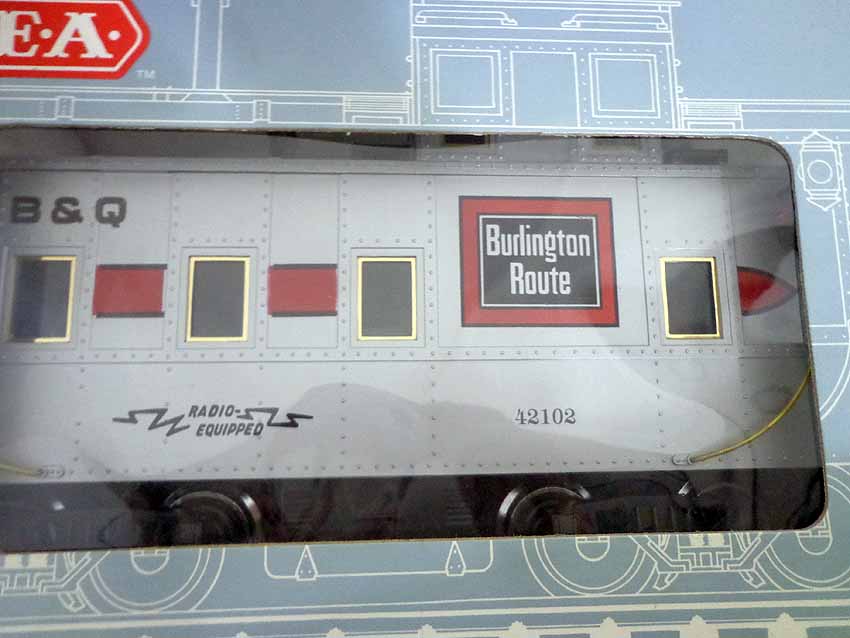 E.A.
TM
B & Q
Burlington
Route
RADIO-
EQUIPPED
42102